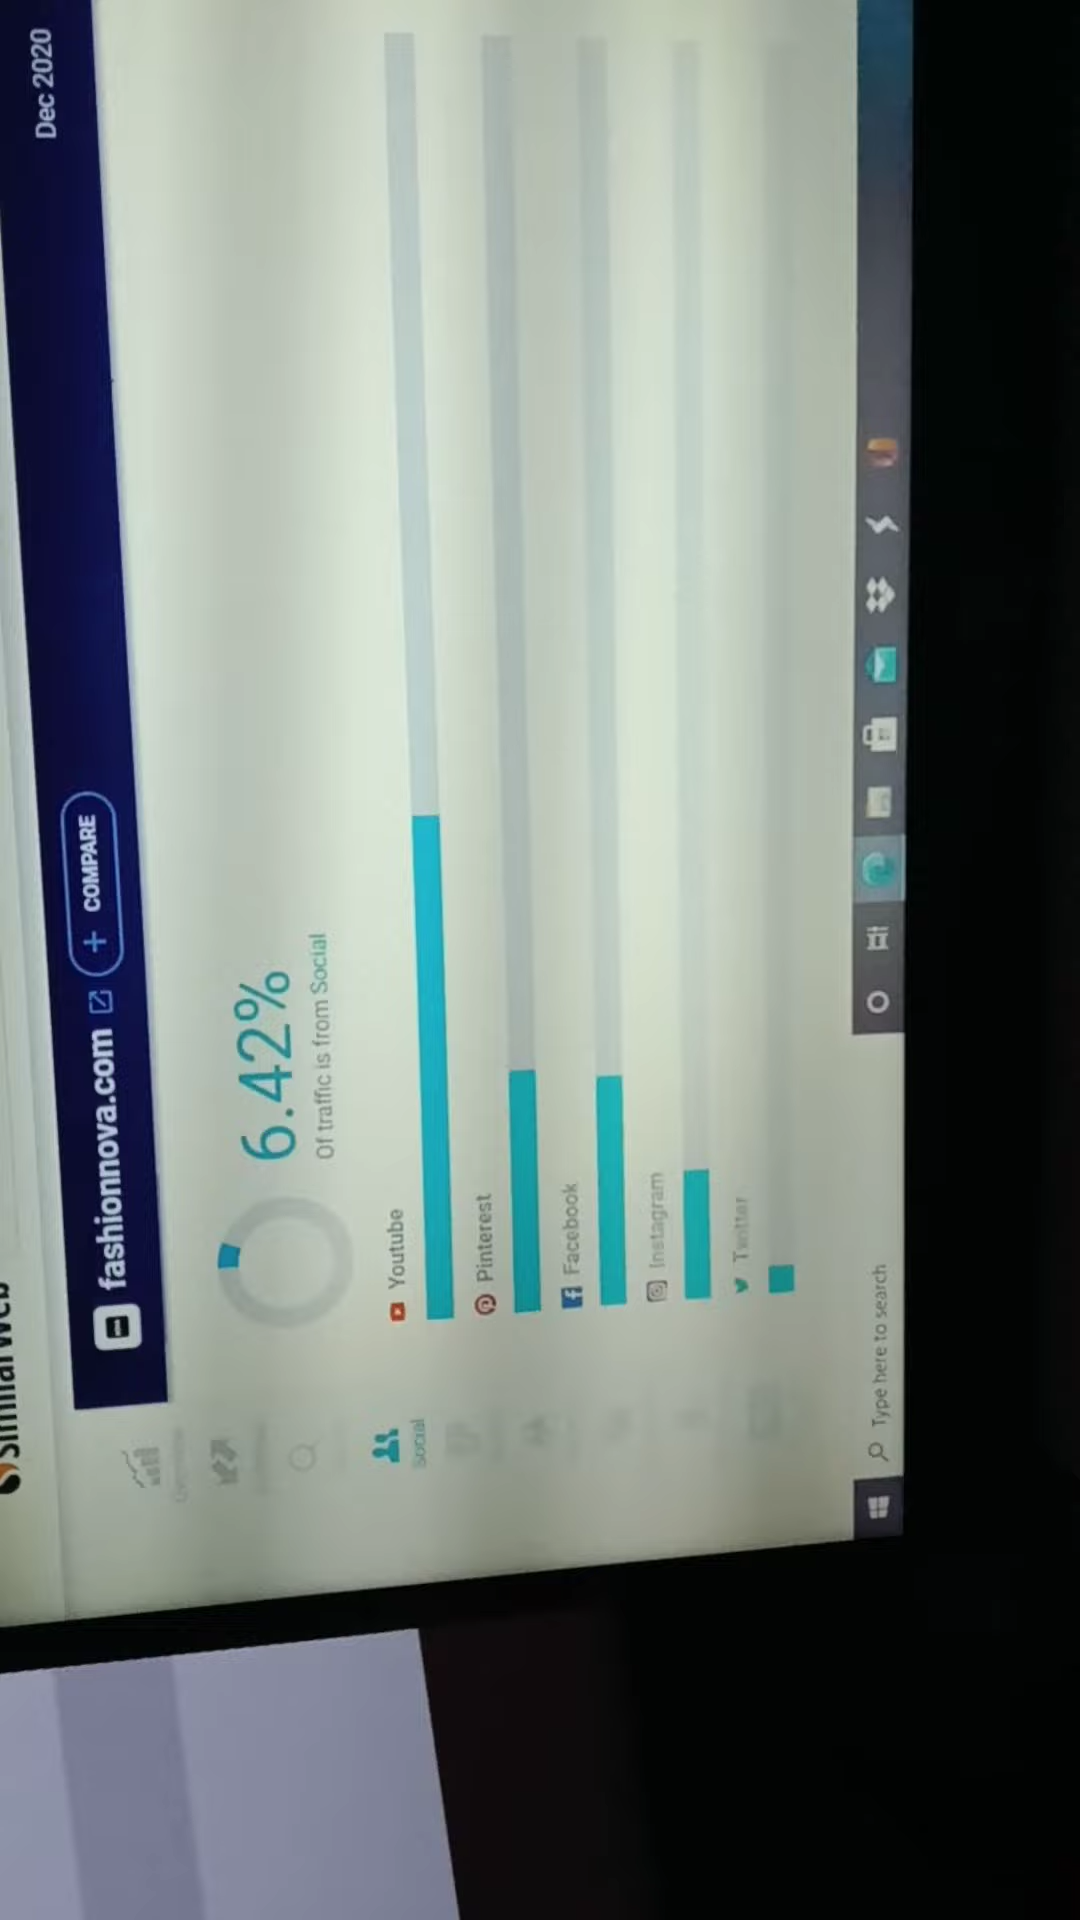 Dec 2020
fashionnova.com
+ COMPARE
6.42%
Of traffic is from Social
Youtube
Pinterest
Facebook
Instagram
Twitter
Social
Type here to search